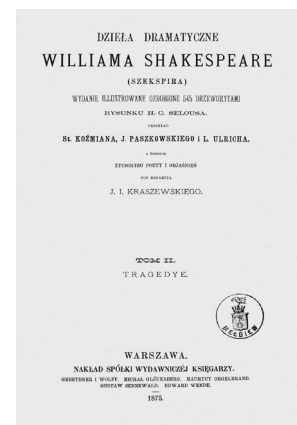 DZIEŁA DRAMATYCZNE
WILLIAMA SHAKESPEARE
(SZEKSPIRA)
WYDANIE ILLUSTROWANE OZDOBIONE 545 DRZEWORYTAMI
RYSUNKU H. C. SELOUSA.
PRZEKŁAD
St. KOŹMIANA, J. PASZKOWSKIEGO i L. ULRICHA.
Z DODANIEM
ŻYCIORYSU POETY I OBJAŚNIEŃ
POD REDAKCYĄ
J. I. KRASZEWSKIEGO.
TOM II.
TRAGEDYE.
WARSZAWA.
NAKŁAD SPÓŁKI WYDAWNICZÉJ KSIĘGARZY.
GEBETHNER I WOLFF. MICHAŁ GLÜCKSBERG. MAURYCY ORGELBRAND.
GUSTAW SENNEWALD. EDWARD WENDE.
1875.